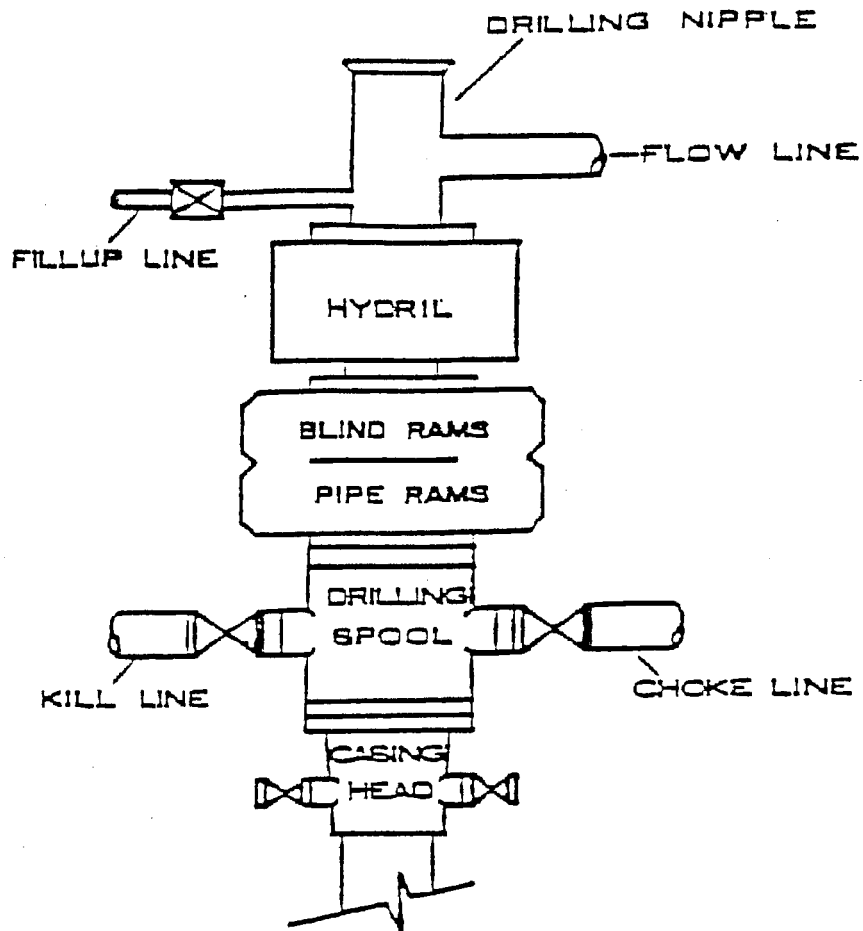 DRILLING NIPPLE
FLOW LINE
FILLUP LINE
HYDRIL
BLIND RAMS
PIPE RAMS
DRILLING
SPOOL
KILL LINE
CHOKE LINE
CASING
HEAD